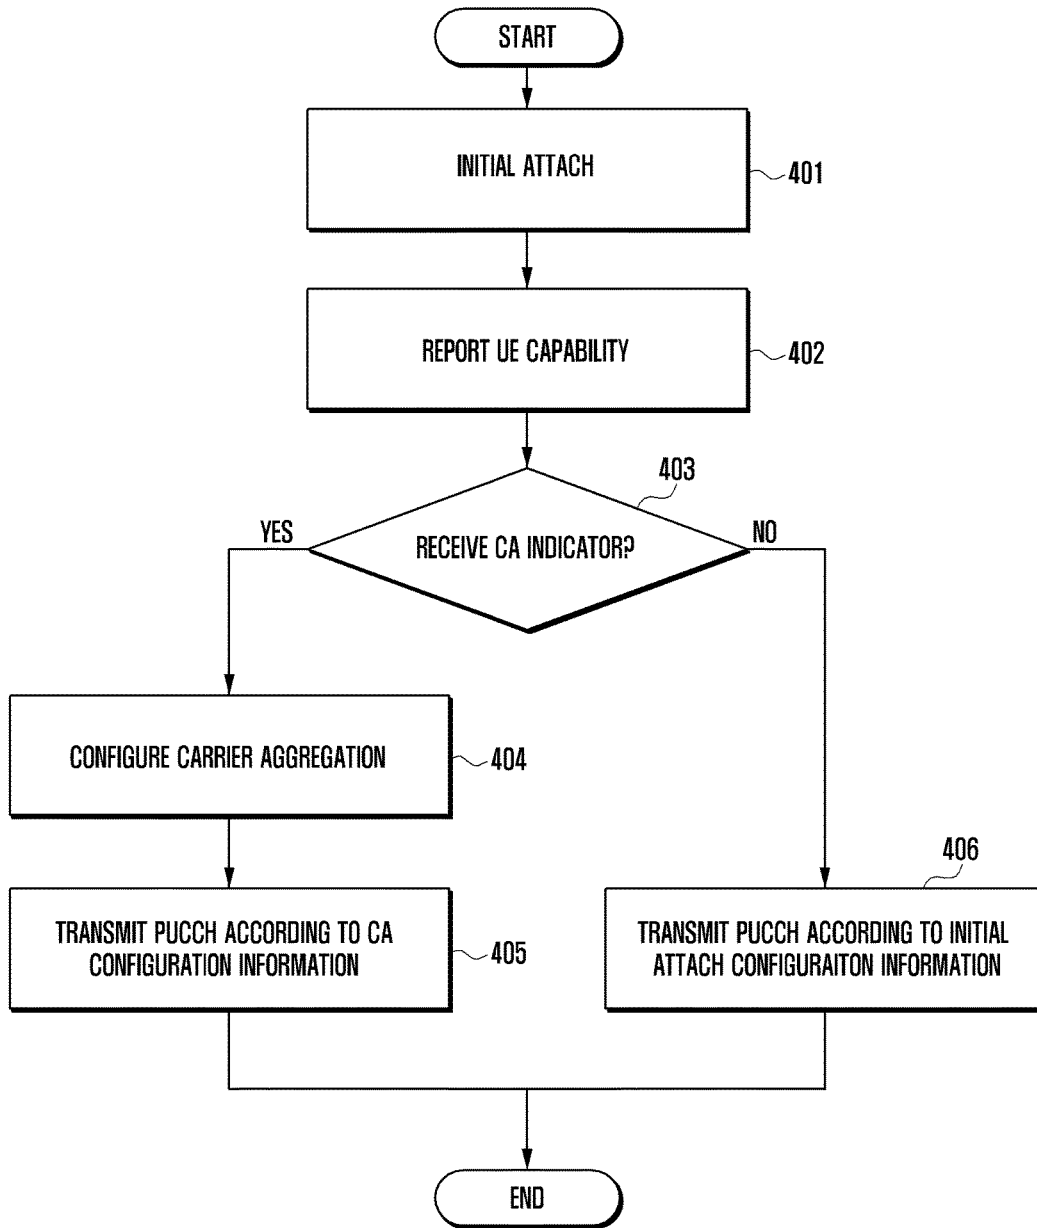 START
INITIAL ATTACH
401
REPORT UE CAPABILITY
402
403
YES
RECEIVE CA INDICATOR?
NO
CONFIGURE CARRIER AGGREGATION
404
406
TRANSMIT PUCCH ACCORDING TO CA
CONFIGURATION INFORMATION
405
TRANSMIT PUCCH ACCORDING TO INITIAL
ATTACH CONFIGURAITON INFORMATION
END